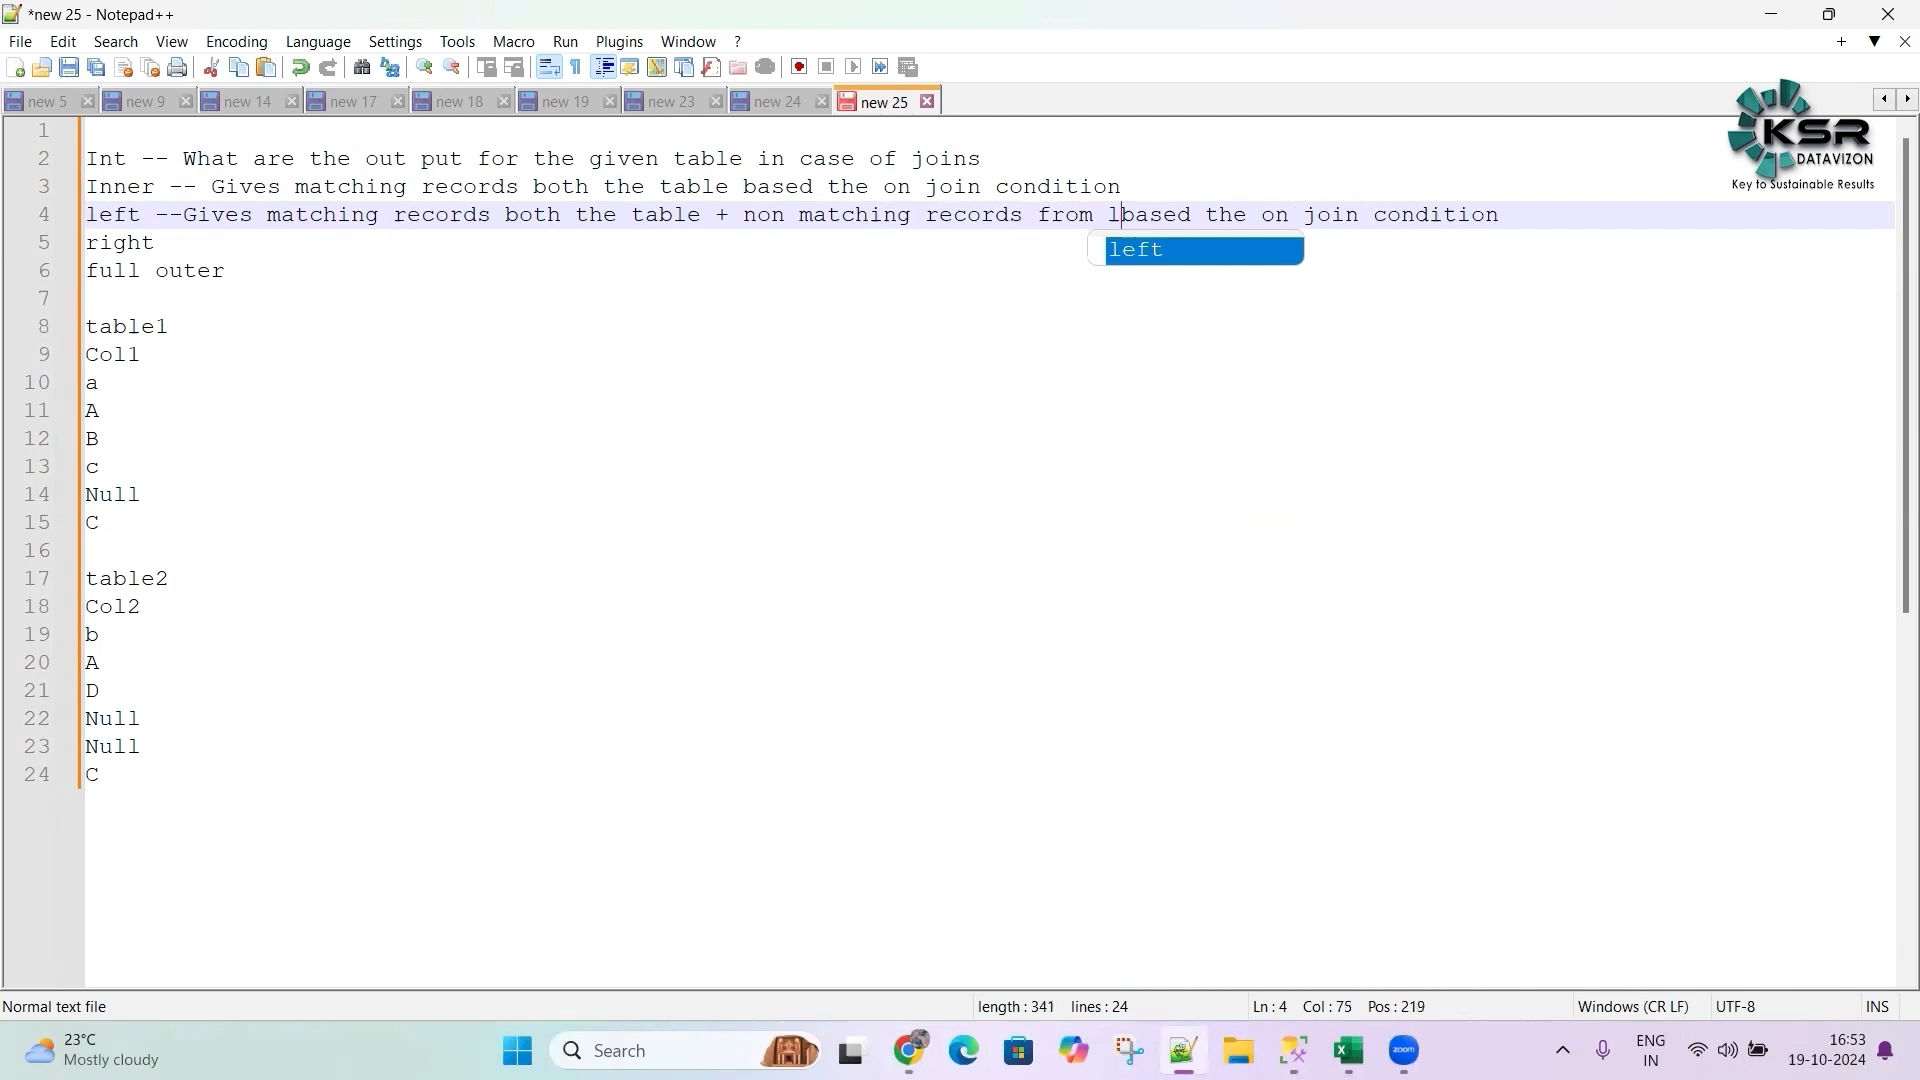 *new 25 - Notepad++
File Edit Search View Encoding Language Settings Tools Macro Run Plugins Window ?
new 5 new 9 new 14 new 17 new 18 new 19 new 23 new 24 new 25
KSR
DATAVIZON
Key to Sustainable Results
1
2 Int -- What are the out put for the given table in case of joins
3 Inner -- Gives matching records both the table based the on join condition
4 left --Gives matching records both the table + non matching records from lbased the on join condition
left
5 right
6 full outer
7
8 table1
9 Col1
10 a
11 A
12 B
13 c
14 Null
15 C
16
17 table2
18 Col2
19 b
20 A
21 D
22 Null
23 Null
24 C
Normal text file length : 341 lines : 24 Ln : 4 Col : 75 Pos : 219 Windows (CR LF) UTF-8 INS
23°C
Mostly cloudy
Search
zoom
ENG
IN
16:53
19-10-2024